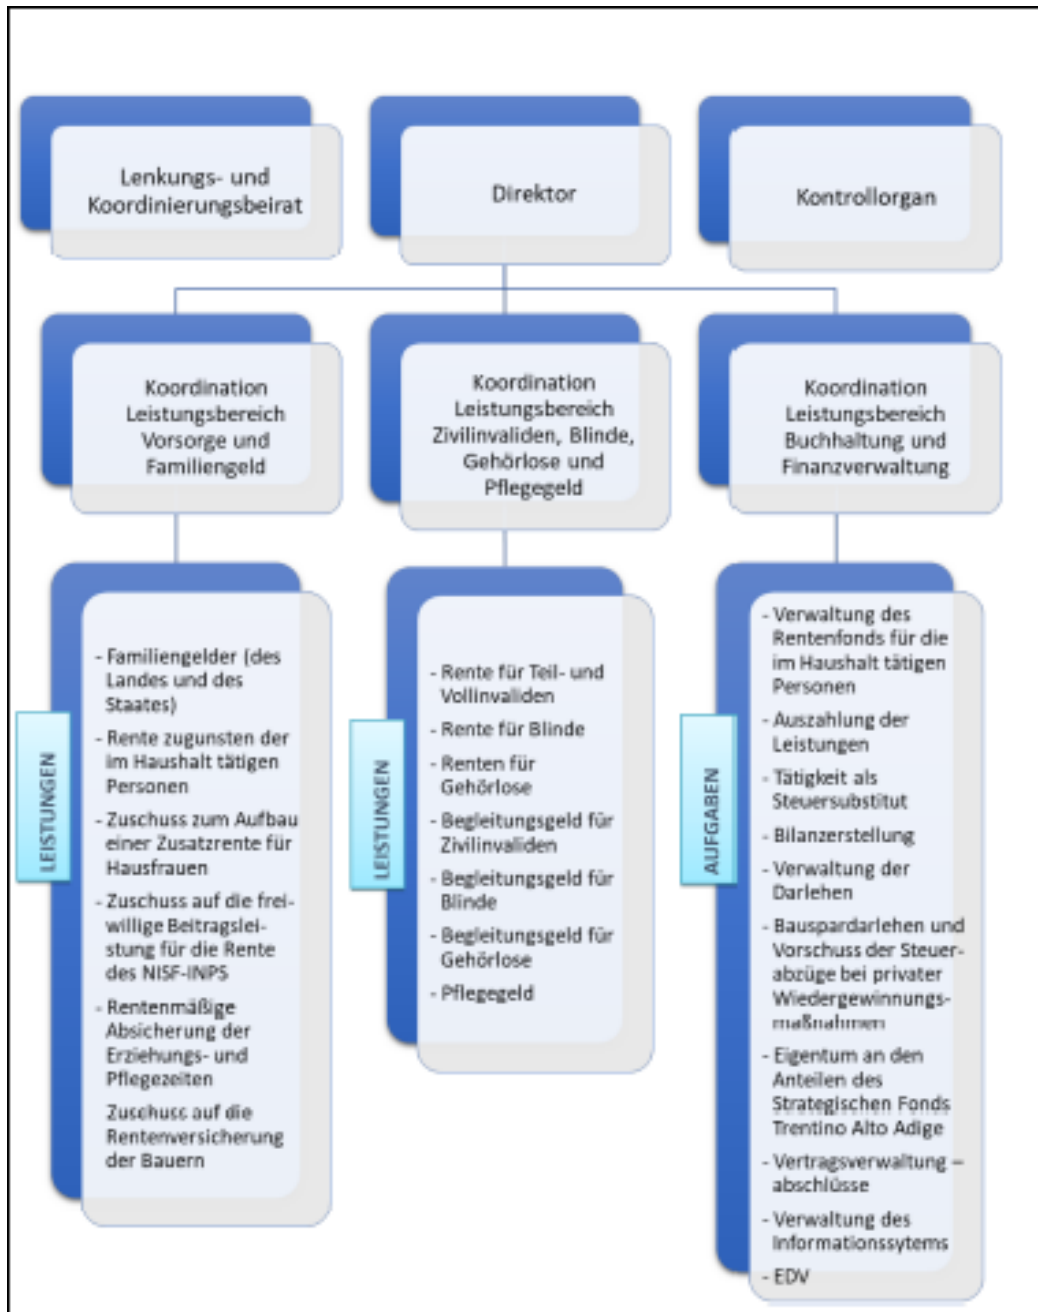 Lenkungs- und
Koordinierungsbeirat
Direktor
Kontrollorgan
Koordination
Leistungsbereich
Vorsorge und
Familiengeld
Koordination
Leistungsbereich
Zivilinvaliden, Blinde,
Gehörlose und
Pflegegeld
Koordination
Leistungsbereich
Buchhaltung und
Finanzverwaltung
LEISTUNGEN
- Familiengelder (des
Landes und des
Staates)
- Rente zugunsten der
im Haushalt tätigen
Personen
- Zuschuss zum Aufbau
einer Zusatzrente für
Hausfrauen
- Zuschuss auf die frei-
willige Beitragslei-
stung für die Rente
des NISF-INPS
- Rentenmäßige
Absicherung der
Erziehungs- und
Pflegezeiten
Zuschuss auf die
Rentenversicherung
der Bauern
LEISTUNGEN
- Rente für Teil- und
Vollinvaliden
- Rente für Blinde
- Renten für
Gehörlose
- Begleitungsgeld für
Zivilinvaliden
- Begleitungsgeld für
Blinde
- Begleitungsgeld für
Gehörlose
- Pflegegeld
AUFGABEN
- Verwaltung des
Rentenfonds für die
im Haushalt tätigen
Personen
- Auszahlung der
Leistungen
- Tätigkeit als
Steuersubstitut
- Bilanzerstellung
- Verwaltung der
Darlehen
- Bauspardarlehen und
Vorschuss der Steuer-
abzüge bei privater
Wiedergewinnungs-
maßnahmen
- Eigentum an den
Anteilen des
Strategischen Fonds
Trentino Alto Adige
- Vertragsverwaltung –
abschlüsse
- Verwaltung des
Informationssytems
- EDV